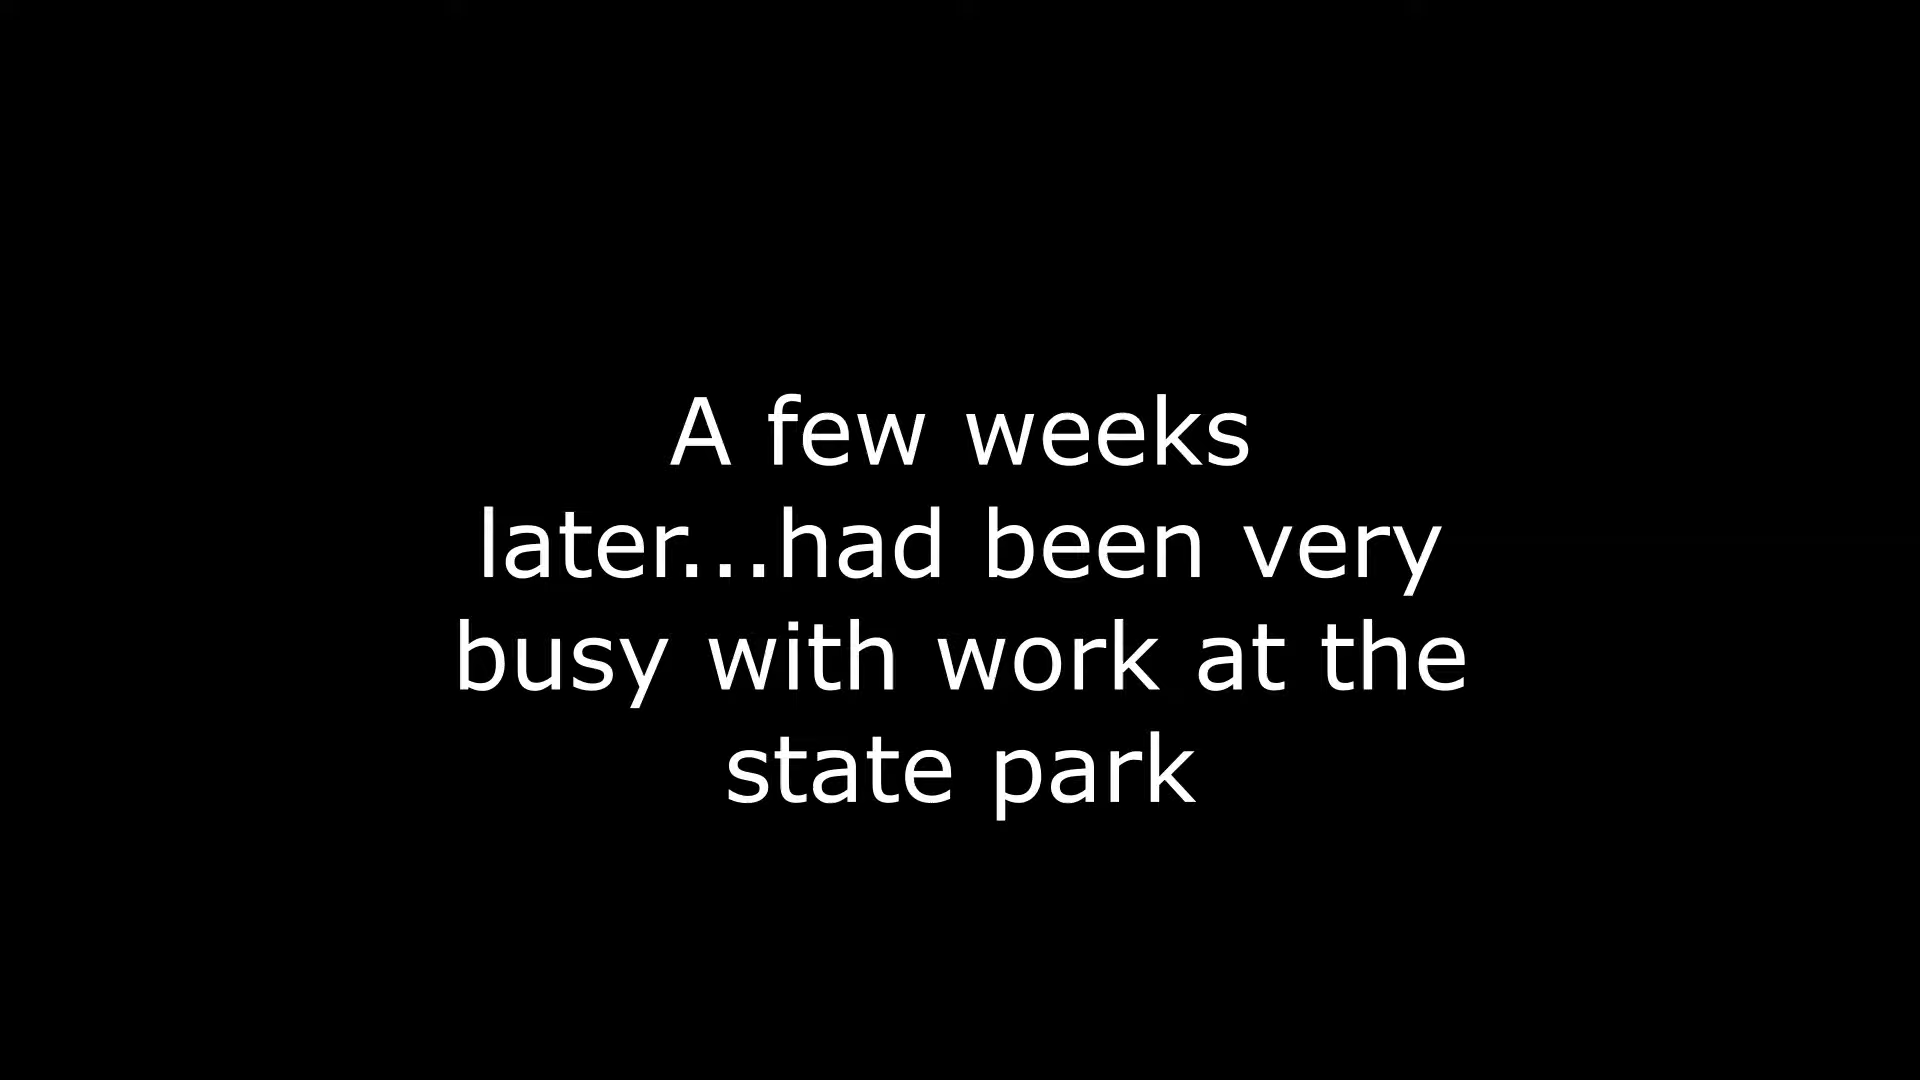 A few weeks
later...had been very
busy with work at the
state park